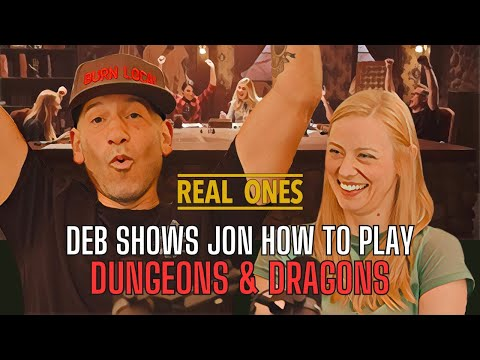 BURN LOCAL
REAL ONES
DEB SHOWS JON HOW TO PLAY
DUNGEONS & DRAGONS